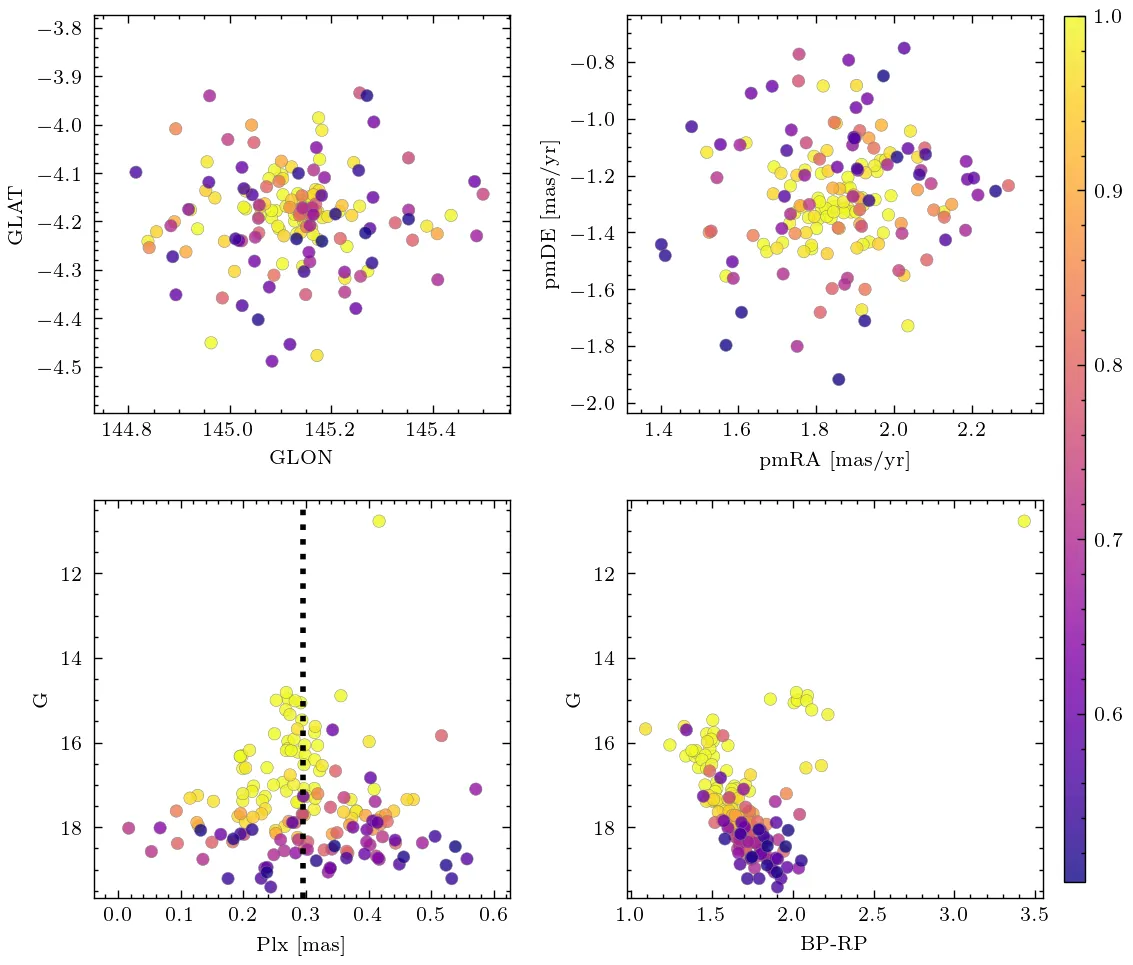 −3.8
−3.9
−4.0
−4.1
−4.2
−4.3
−4.4
−4.5
GLAT
144.8 145.0 145.2 145.4
GLON
−0.8
−1.0
−1.2
−1.4
−1.6
−1.8
−2.0
pmDE [mas/yr]
1.4 1.6 1.8 2.0 2.2
pmRA [mas/yr]
12
14
16
18
G
0.0 0.1 0.2 0.3 0.4 0.5 0.6
Plx [mas]
12
14
16
18
G
1.0 1.5 2.0 2.5 3.0 3.5
BP-RP
1.0
0.9
0.8
0.7
0.6